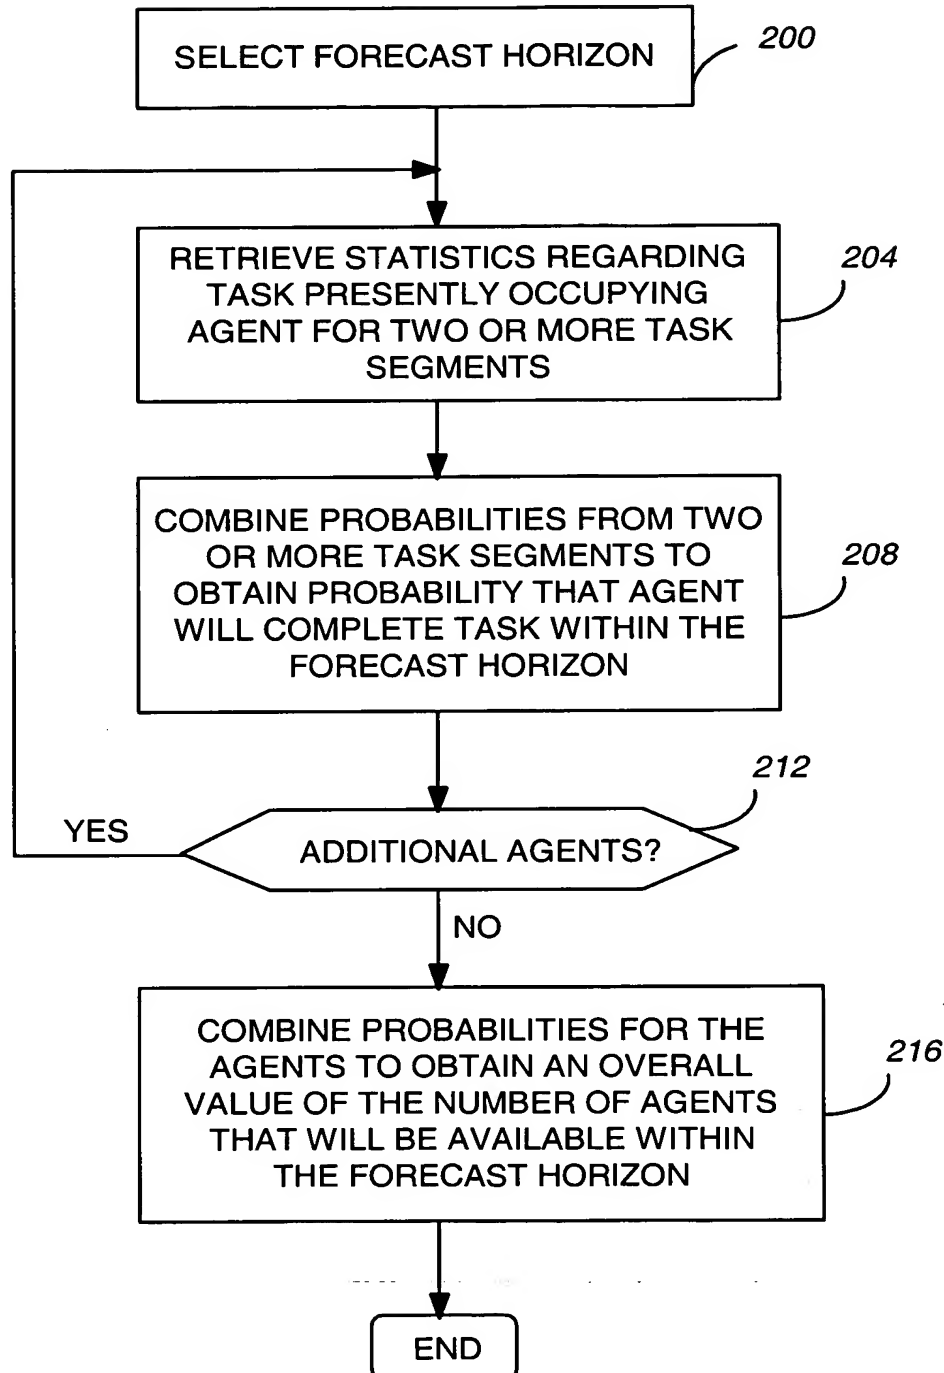 SELECT FORECAST HORIZON
200
RETRIEVE STATISTICS REGARDING
TASK PRESENTLY OCCUPYING
AGENT FOR TWO OR MORE TASK
SEGMENTS
204
COMBINE PROBABILITIES FROM TWO
OR MORE TASK SEGMENTS TO
OBTAIN PROBABILITY THAT AGENT
WILL COMPLETE TASK WITHIN THE
FORECAST HORIZON
208
212
YES
ADDITIONAL AGENTS?
NO
COMBINE PROBABILITIES FOR THE
AGENTS TO OBTAIN AN OVERALL
VALUE OF THE NUMBER OF AGENTS
THAT WILL BE AVAILABLE WITHIN
THE FORECAST HORIZON
216
END